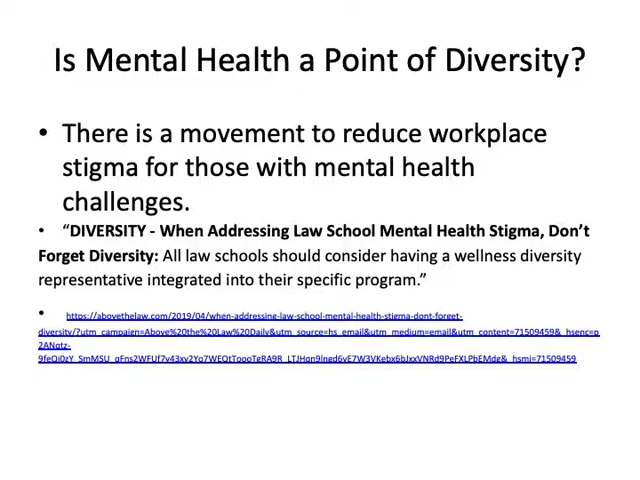 Is Mental Health a Point of Diversity?
• There is a movement to reduce workplace
stigma for those with mental health
challenges.
• “DIVERSITY - When Addressing Law School Mental Health Stigma, Don’t
Forget Diversity: All law schools should consider having a wellness diversity
representative integrated into their specific program.”
• https://abovethelaw.com/2019/04/when-addressing-law-school-mental-health-stigma-dont-forget-
diversity/?utm_campaign=Above%20the%20Law%20Daily&utm_source=hs_email&utm_medium=email&utm_content=71509459&_hsenc=p
2ANqtz-